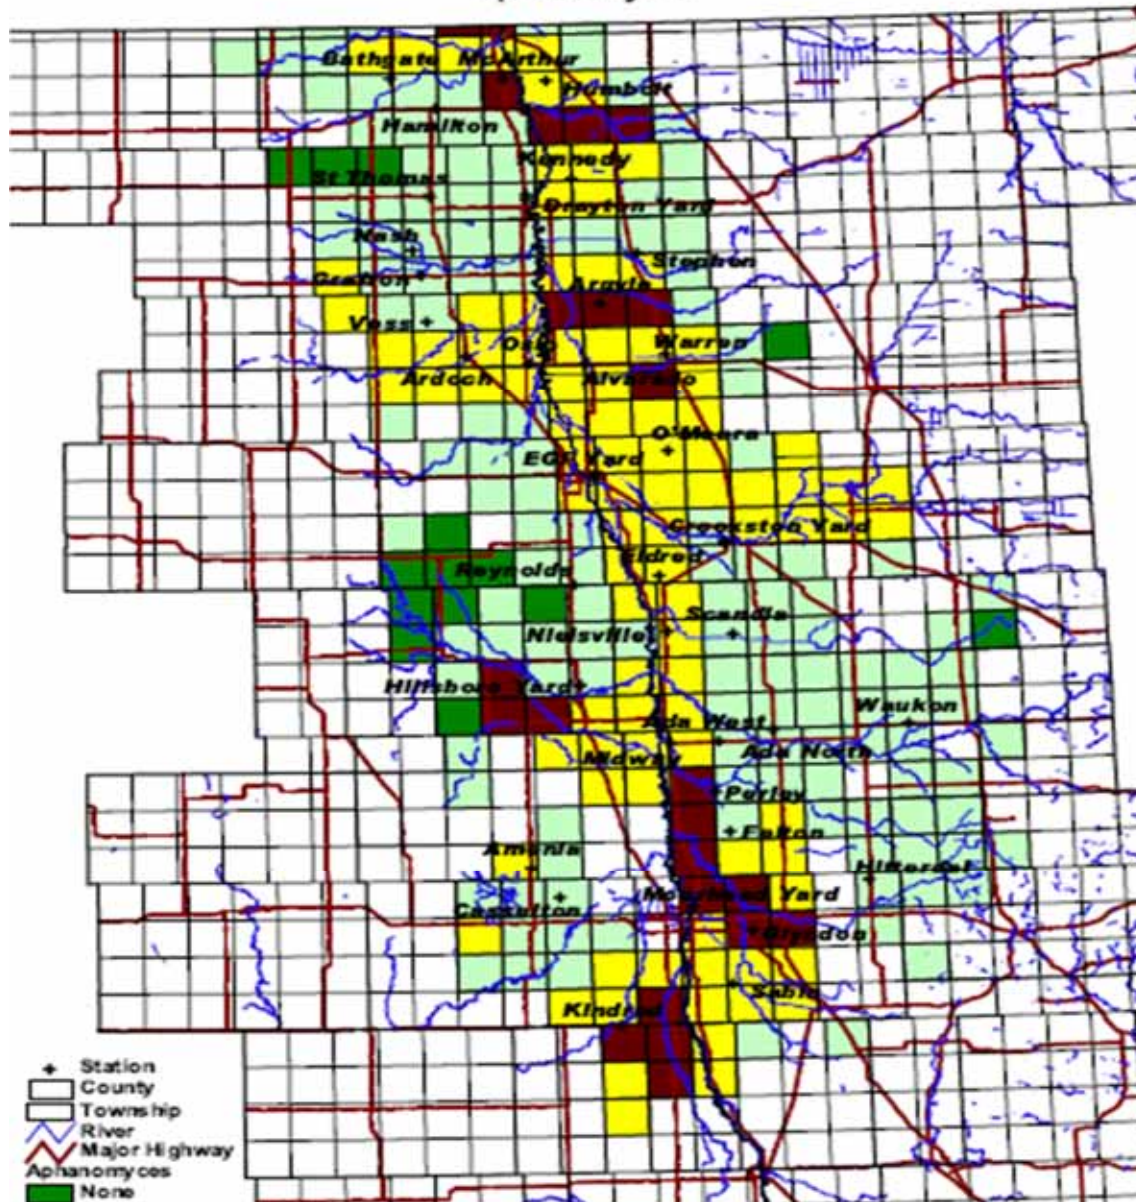 Bathgate McArthur
Humbolt
Hamilton
Kennedy
St Thomas
Drayton Yard
Nash
Stephen
Grafton
Argyle
Voss
Oslo
Warren
Ardoch
Alvarado
O'Meara
EGF Yard
Crookston Yard
Eldred
Reynolds
Scandia
Nielsville
Hillsboro Yard
Waukon
Ada West
Midway
Ada North
Perley
Felton
Amenia
Hitterdal
Moorhead Yard
Casselton
Glyndon
Sabin
Kindred
Station
County
Township
River
Major Highway
Aphanomyces
None